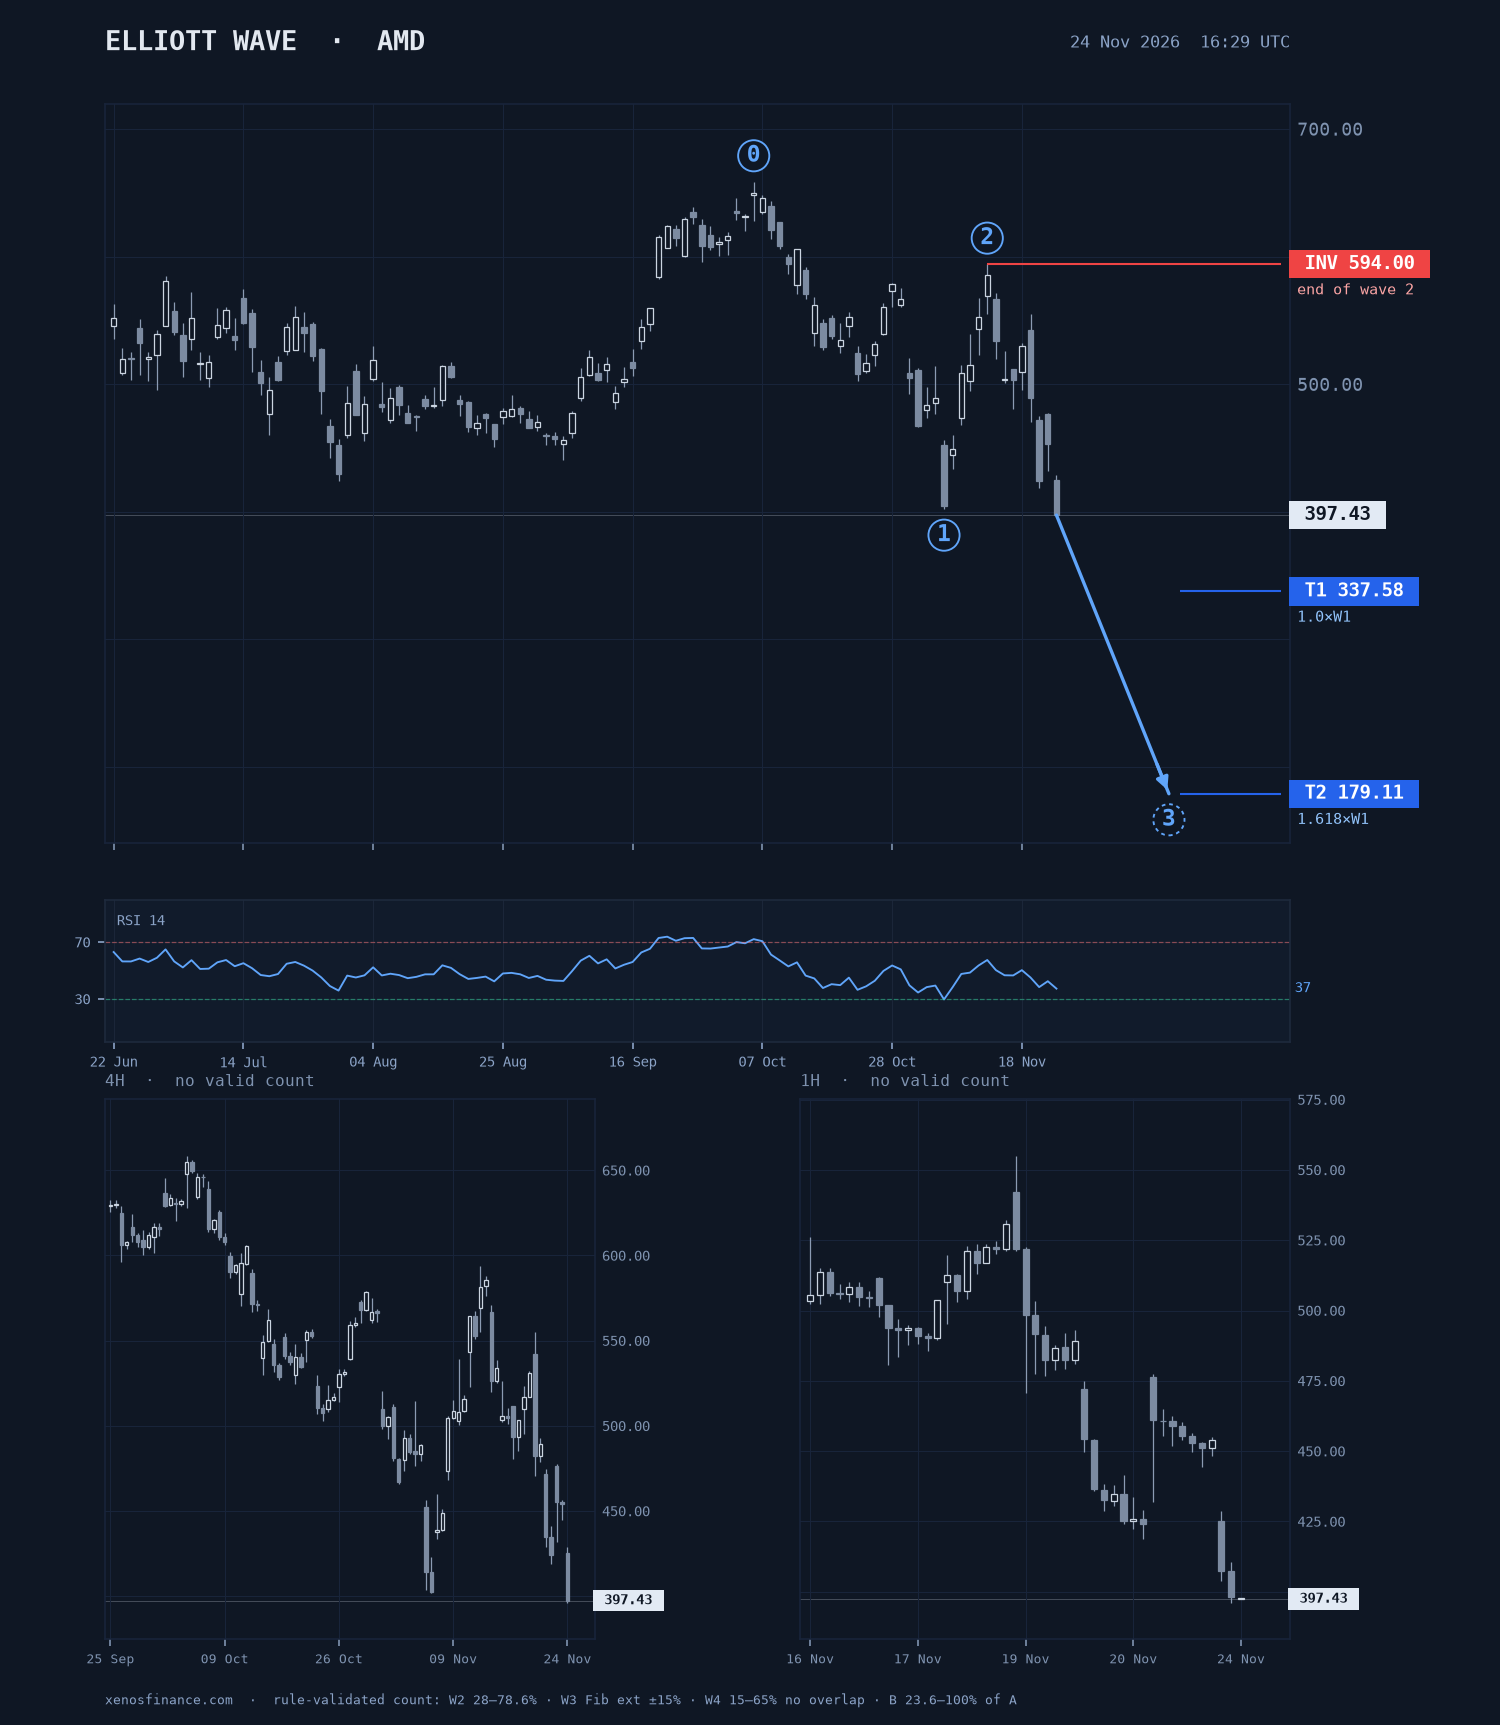 ELLIOTT WAVE · AMD
24 Nov 2026 16:29 UTC
700.00
0
2
INV 594.00
end of wave 2
500.00
397.43
1
T1 337.58
1.0×W1
T2 179.11
3
1.618×W1
RSI 14
70
30
37
22 Jun 14 Jul 04 Aug 25 Aug 16 Sep 07 Oct 28 Oct 18 Nov
4H · no valid count
1H · no valid count
650.00
600.00
550.00
500.00
450.00
397.43
25 Sep 09 Oct 26 Oct 09 Nov 24 Nov
575.00
550.00
525.00
500.00
475.00
450.00
425.00
397.43
16 Nov 17 Nov 19 Nov 20 Nov 24 Nov
xenosfinance.com · rule-validated count: W2 28–78.6% · W3 Fib ext ±15% · W4 15–65% no overlap · B 23.6–100% of A